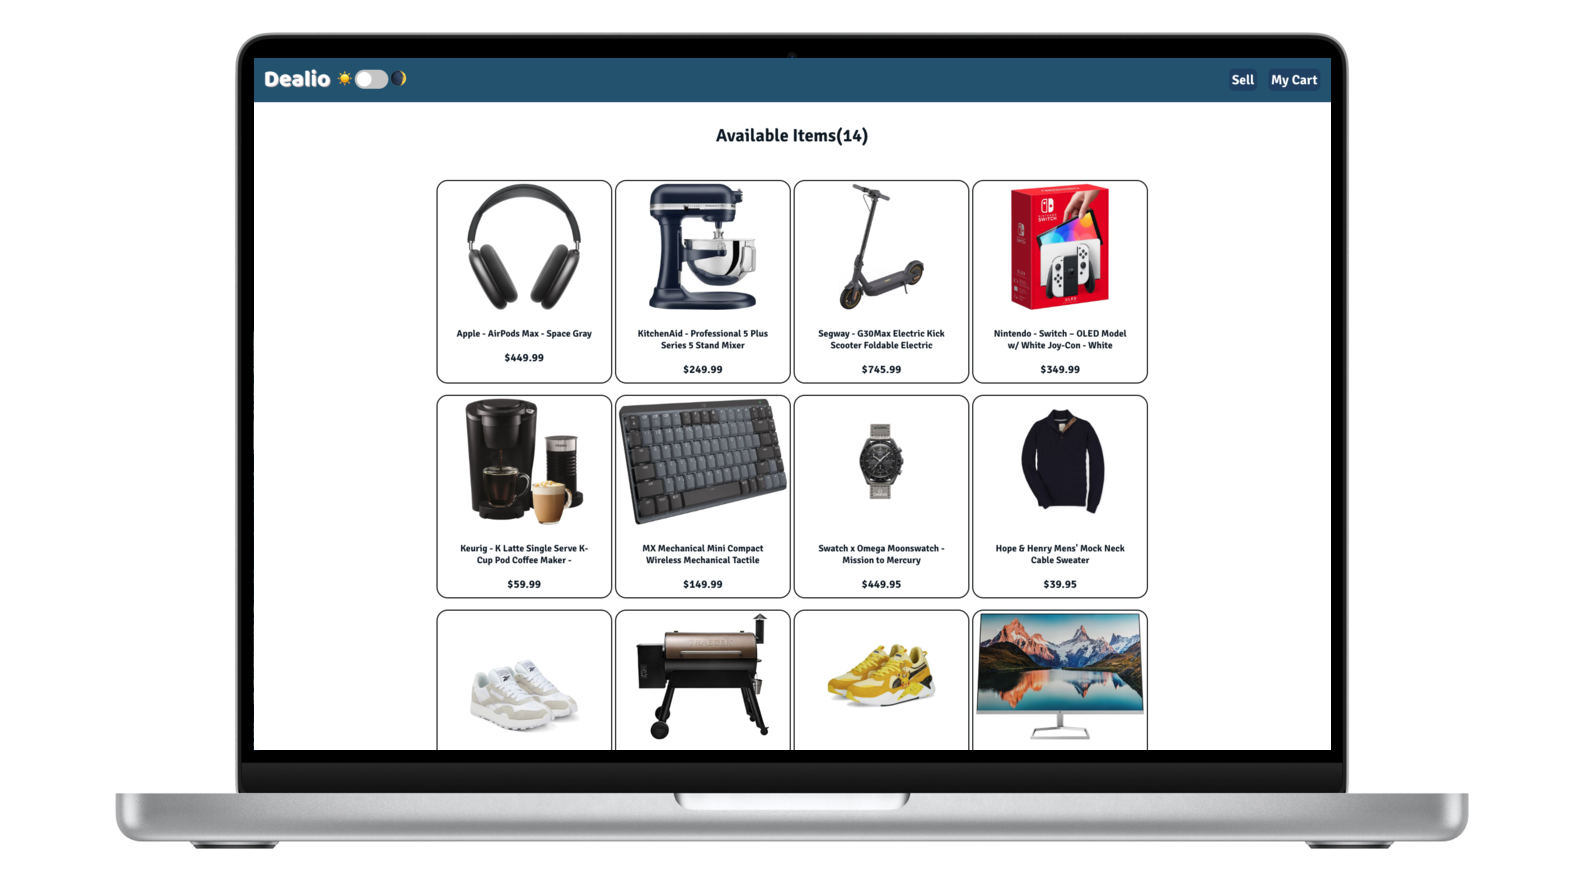 Dealio
Sell
My Cart
Available Items(14)
Apple - AirPods Max - Space Gray
$449.99
KitchenAid - Professional 5 Plus
Series 5 Stand Mixer
$249.99
Segway - G30Max Electric Kick
Scooter Foldable Electric
$745.99
SWITCH
Nintendo - Switch – OLED Model
w/ White Joy-Con - White
$349.99
Keurig - K Latte Single Serve K-
Cup Pod Coffee Maker -
$59.99
MX Mechanical Mini Compact
Wireless Mechanical Tactile
$149.99
Swatch x Omega Moonswatch -
Mission to Mercury
$449.95
Hope & Henry Mens' Mock Neck
Cable Sweater
$39.95
TRAEGER